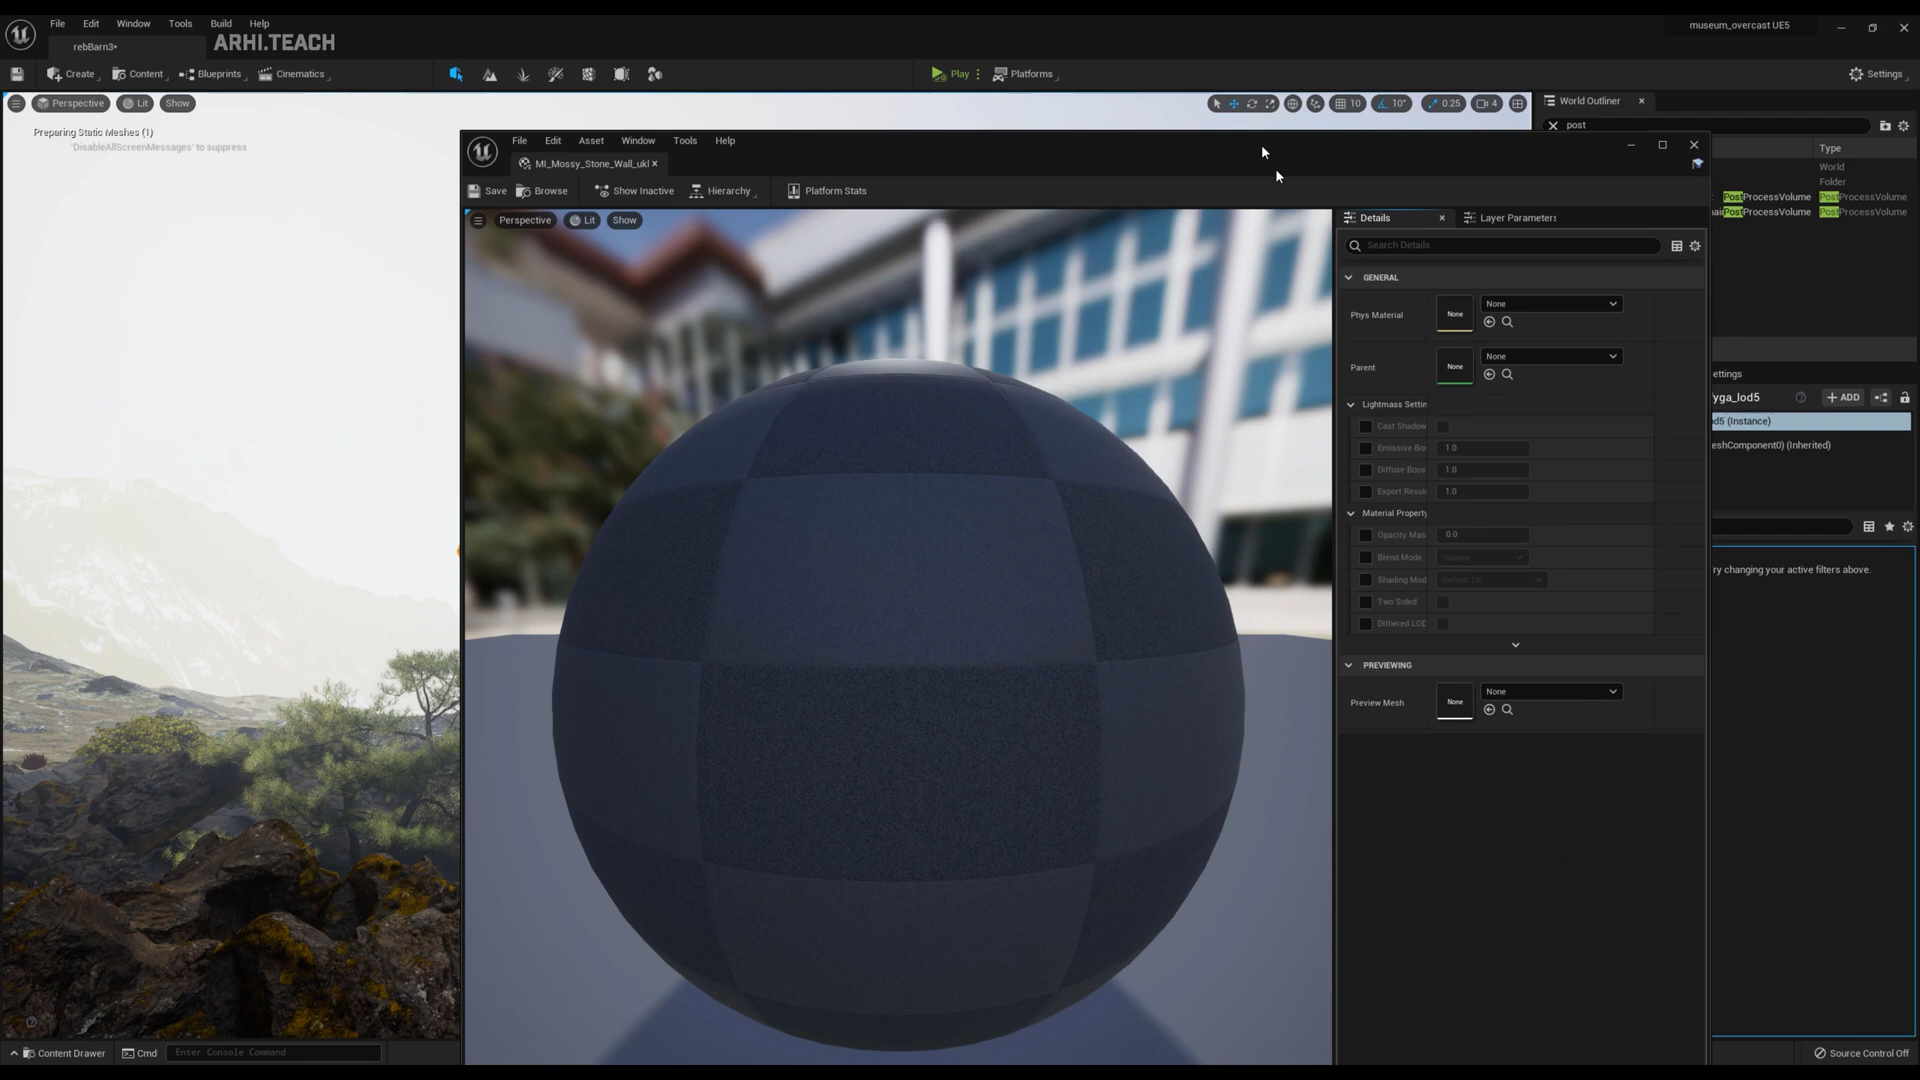 File Edit Window Tools Build Help
museum_overcast UE5
rebBarn3•
ARHI.TEACH
Create Content Blueprints Cinematics Play Platforms Settings
Perspective Lit Show
10 10° 0.25 4
World Outliner
Preparing Static Meshes (1)
'DisableAllScreenMessages' to suppress
post
Type
World
Folder
PostProcessVolume PostProcessVolume
PostProcessVolume PostProcessVolume
File Edit Asset Window Tools Help
MI_Mossy_Stone_Wall_ukl
Save Browse Show Inactive Hierarchy Platform Stats
Perspective Lit Show
Details Layer Parameters
Search Details
GENERAL
Phys Material None None
Parent None None
Lightmass Settin
Cast Shadow
Emissive Boo 1.0
Diffuse Boos 1.0
Export Resol 1.0
Material Property
Opacity Mas 0.0
Blend Mode Opaque
Shading Mod Default Lit
Two Sided
Dithered LOD
PREVIEWING
Preview Mesh None None
ettings
yga_lod5 ADD
d5 (Instance)
eshComponent0) (Inherited)
ry changing your active filters above.
Content Drawer Cmd Enter Console Command
Source Control Off